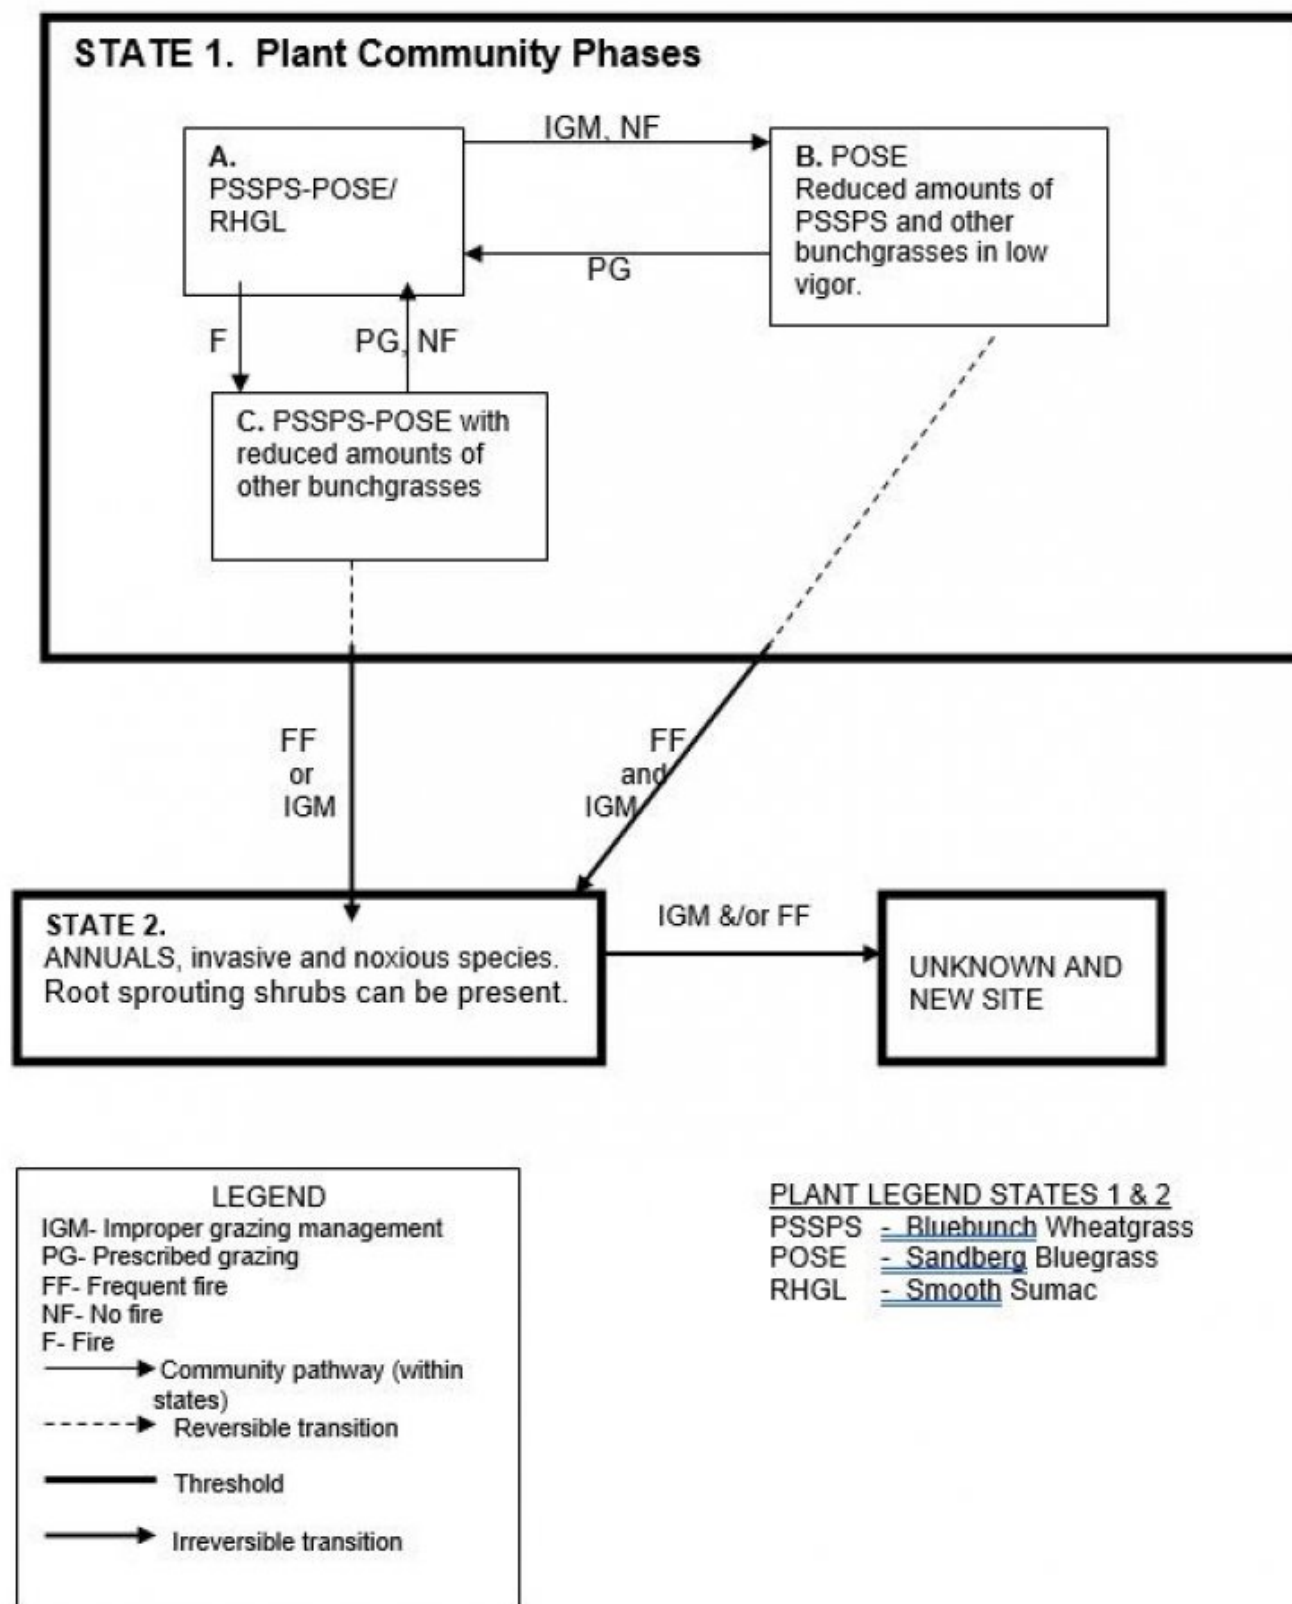 STATE 1.  Plant Community Phases
A.
PSSPS-POSE/
RHGL
IGM, NF
B. POSE
Reduced amounts of
PSSPS and other
bunchgrasses in low
vigor.
PG
F
PG, NF
C. PSSPS-POSE with
reduced amounts of
other bunchgrasses
FF
or
IGM
FF
and
IGM
STATE 2.
ANNUALS, invasive and noxious species.
Root sprouting shrubs can be present.
IGM &/or FF
UNKNOWN AND
NEW SITE
LEGEND
IGM- Improper grazing management
PG- Prescribed grazing
FF- Frequent fire
NF- No fire
F- Fire
Community pathway (within
states)
Reversible transition
Threshold
Irreversible transition
PLANT LEGEND STATES 1 & 2
PSSPS - Bluebunch Wheatgrass
POSE - Sandberg Bluegrass
RHGL - Smooth Sumac